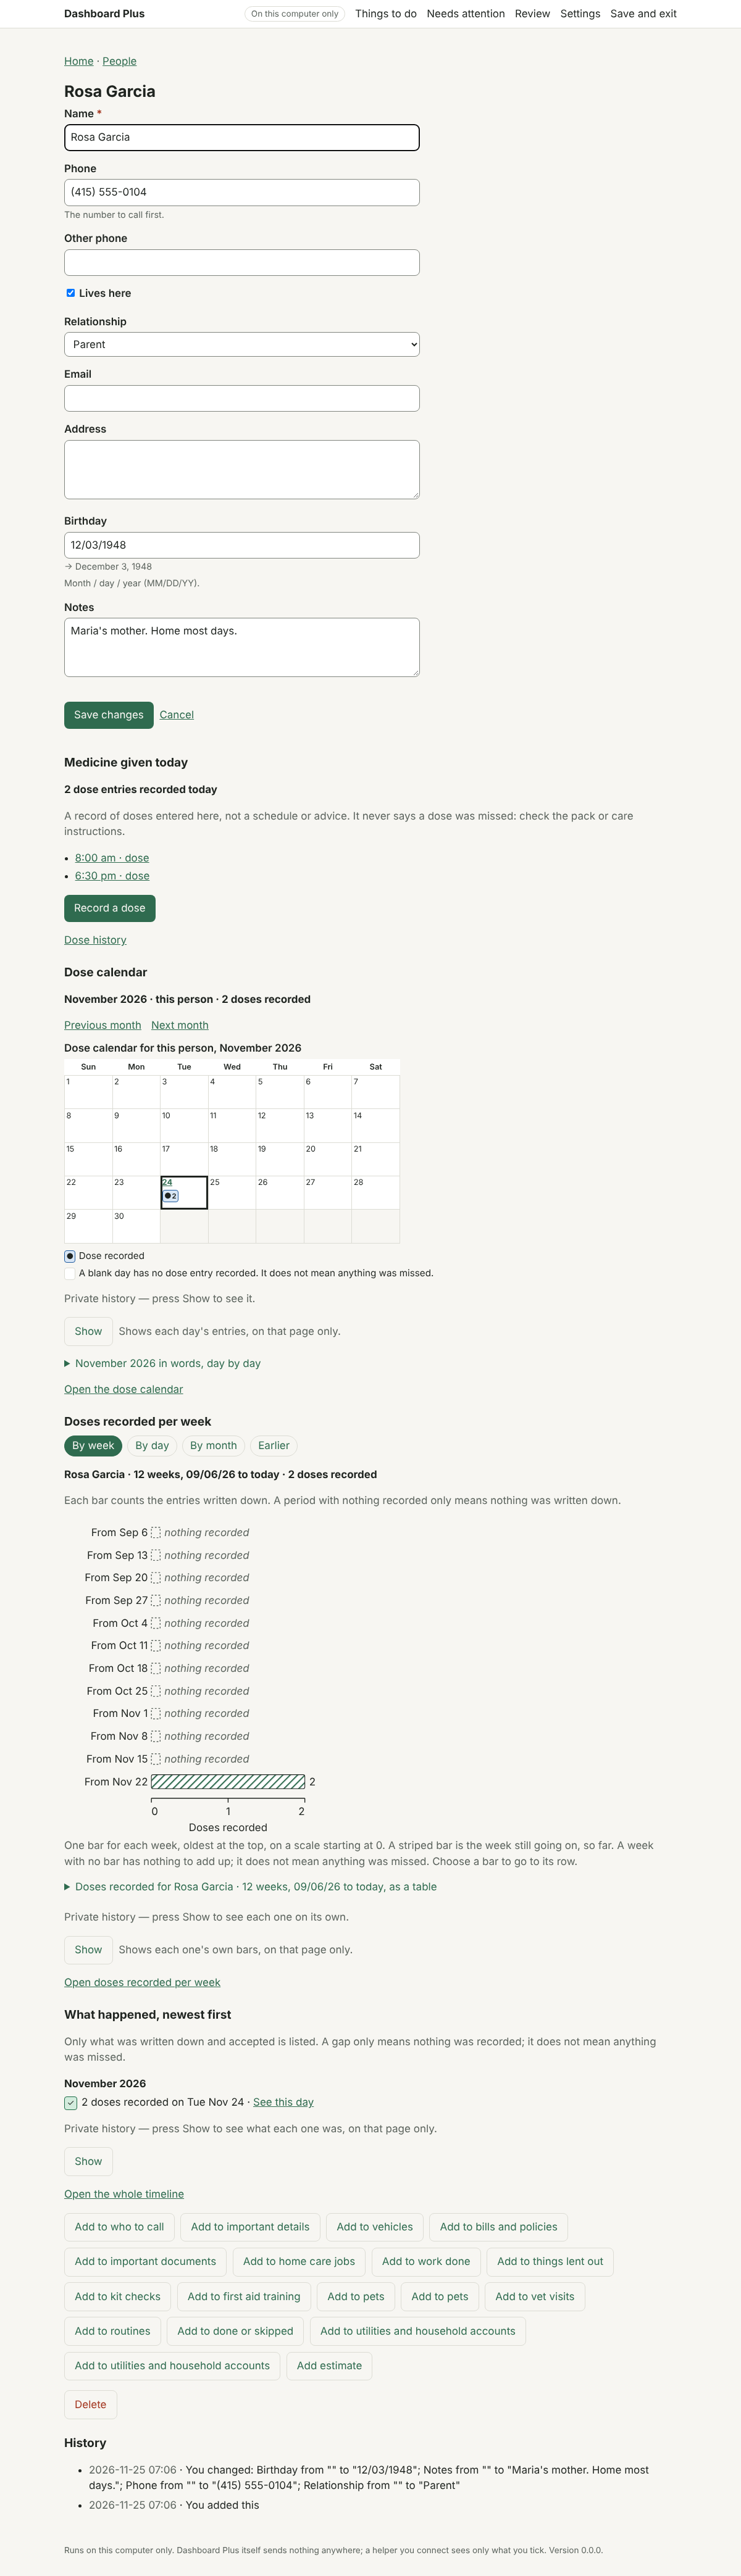 Dashboard Plus
On this computer only
Things to do
Needs attention
Review
Settings
Save and exit
Home · People
Rosa Garcia
Name *
Rosa Garcia
Phone
(415) 555-0104
The number to call first.
Other phone
Lives here
Relationship
Parent
Email
Address
Birthday
12/03/1948
→ December 3, 1948
Month / day / year (MM/DD/YY).
Notes
Maria's mother. Home most days.
Save changes Cancel
Medicine given today
2 dose entries recorded today
A record of doses entered here, not a schedule or advice. It never says a dose was missed: check the pack or care
instructions.
• 8:00 am · dose
• 6:30 pm · dose
Record a dose
Dose history
Dose calendar
November 2026 · this person · 2 doses recorded
Previous month Next month
Dose calendar for this person, November 2026
Sun Mon Tue Wed Thu Fri Sat
1 2 3 4 5 6 7
8 9 10 11 12 13 14
15 16 17 18 19 20 21
22 23 24 25 26 27 28
2
29 30
Dose recorded
A blank day has no dose entry recorded. It does not mean anything was missed.
Private history — press Show to see it.
Show Shows each day's entries, on that page only.
November 2026 in words, day by day
Open the dose calendar
Doses recorded per week
By week By day By month Earlier
Rosa Garcia · 12 weeks, 09/06/26 to today · 2 doses recorded
Each bar counts the entries written down. A period with nothing recorded only means nothing was written down.
From Sep 6 nothing recorded
From Sep 13 nothing recorded
From Sep 20 nothing recorded
From Sep 27 nothing recorded
From Oct 4 nothing recorded
From Oct 11 nothing recorded
From Oct 18 nothing recorded
From Oct 25 nothing recorded
From Nov 1 nothing recorded
From Nov 8 nothing recorded
From Nov 15 nothing recorded
From Nov 22 2
0 1 2
Doses recorded
One bar for each week, oldest at the top, on a scale starting at 0. A striped bar is the week still going on, so far. A week
with no bar has nothing to add up; it does not mean anything was missed. Choose a bar to go to its row.
Doses recorded for Rosa Garcia · 12 weeks, 09/06/26 to today, as a table
Private history — press Show to see each one on its own.
Show Shows each one's own bars, on that page only.
Open doses recorded per week
What happened, newest first
Only what was written down and accepted is listed. A gap only means nothing was recorded; it does not mean anything
was missed.
November 2026
2 doses recorded on Tue Nov 24 · See this day
Private history — press Show to see what each one was, on that page only.
Show
Open the whole timeline
Add to who to call Add to important details Add to vehicles Add to bills and policies
Add to important documents Add to home care jobs Add to work done Add to things lent out
Add to kit checks Add to first aid training Add to pets Add to pets Add to vet visits
Add to routines Add to done or skipped Add to utilities and household accounts
Add to utilities and household accounts Add estimate
Delete
History
• 2026-11-25 07:06 · You changed: Birthday from "" to "12/03/1948"; Notes from "" to "Maria's mother. Home most
days."; Phone from "" to "(415) 555-0104"; Relationship from "" to "Parent"
• 2026-11-25 07:06 · You added this
Runs on this computer only. Dashboard Plus itself sends nothing anywhere; a helper you connect sees only what you tick. Version 0.0.0.